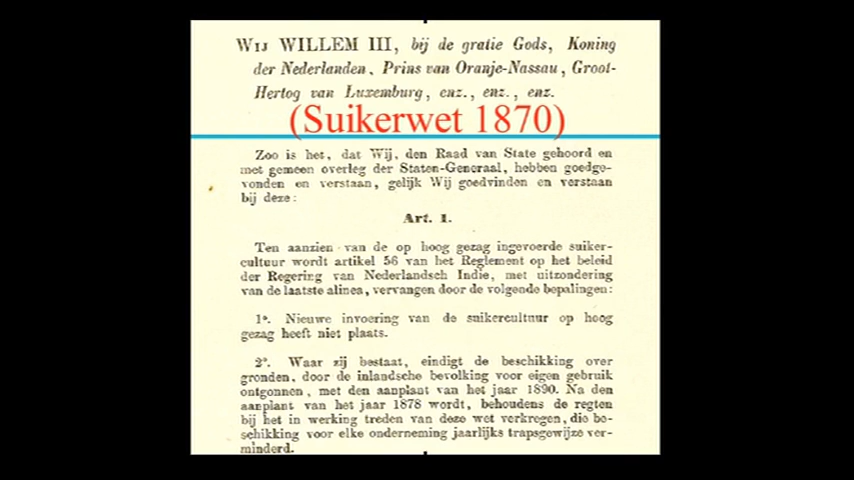 Wij WILLEM III, bij de gratie Gods, Koning
der Nederlanden, Prins van Oranje-Nassau, Groot-
Hertog van Luxemburg, enz., enz., enz.
(Suikerwet 1870)
Zoo is het, dat Wij, den Raad van State gehoord en
met gemeen overleg der Staten-Generaal, hebben goedge-
vonden en verstaan, gelijk Wij goedvinden en verstaan
bij deze:
Art. 1.
Ten aanzien van de op hoog gezag ingevoerde suiker-
cultuur wordt artikel 56 van het Reglement op het beleid
der Regering van Nederlandsch Indie, met uitzondering
van de laatste alinea, vervangen door de volgende bepalingen:
1°. Nieuwe invoering van de suikercultuur op hoog
gezag heeft niet plaats.
2°. Waar zij bestaat, eindigt de beschikking over
gronden, door de inlandsche bevolking voor eigen gebruik
ontgonnen, met den aanplant van het jaar 1890. Na den
aanplant van het jaar 1878 wordt, behoudens de regten
bij het in werking treden van deze wet verkregen, die be-
schikking voor elke onderneming jaarlijks trapsgewijze ver-
minderd.